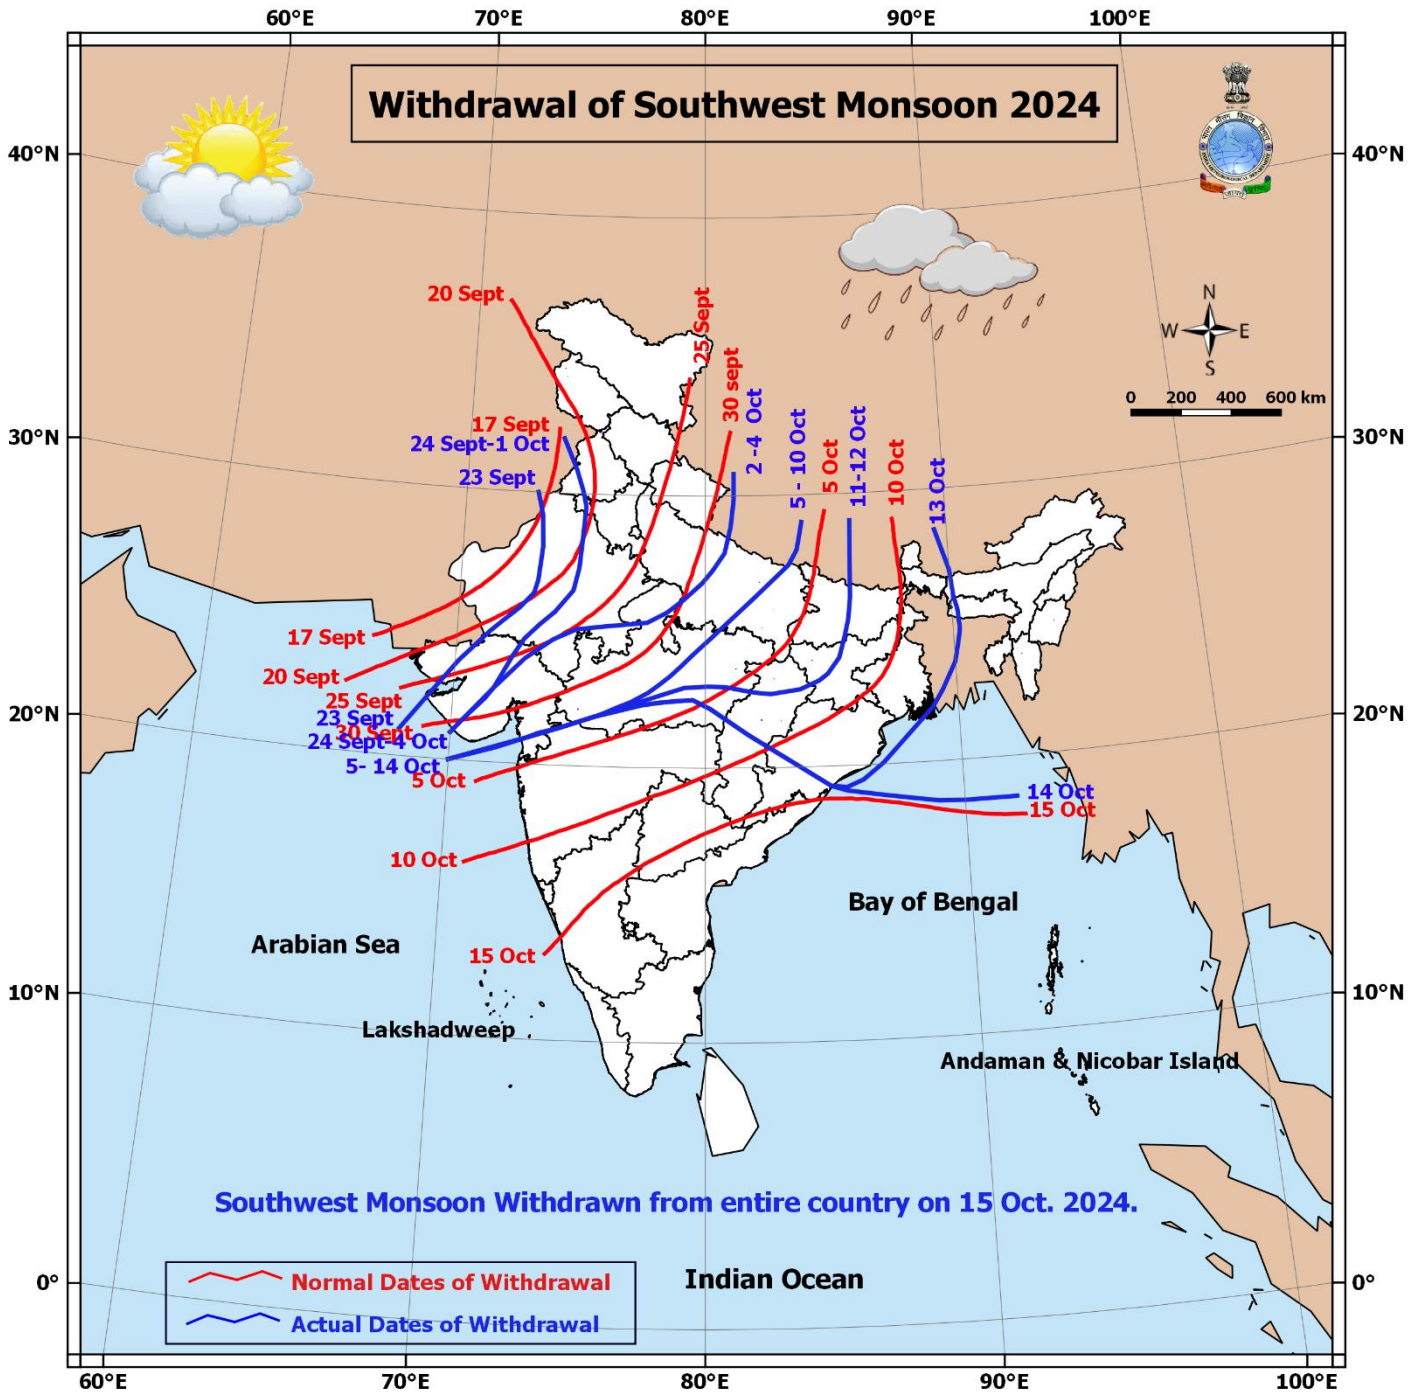 60°E 70°E 80°E 90°E 100°E
Withdrawal of Southwest Monsoon 2024
40°N 40°N
20 Sept
25 Sept
N
W E
S
30 sept
0 200 400 600 km
2 -4 Oct
5 - 10 Oct
11-12 Oct
17 Sept
30°N 30°N
24 Sept-1 Oct
5 Oct
10 Oct
13 Oct
23 Sept
17 Sept
20 Sept
25 Sept
20°N 20°N
23 Sept
30 Sept
24 Sept-4 Oct
5- 14 Oct
5 Oct
14 Oct
15 Oct
10 Oct
Bay of Bengal
Arabian Sea
15 Oct
10°N 10°N
Lakshadweep
Andaman & Nicobar Island
Southwest Monsoon Withdrawn from entire country on 15 Oct. 2024.
0° 0°
Normal Dates of Withdrawal
Indian Ocean
Actual Dates of Withdrawal
60°E 70°E 80°E 90°E 100°E